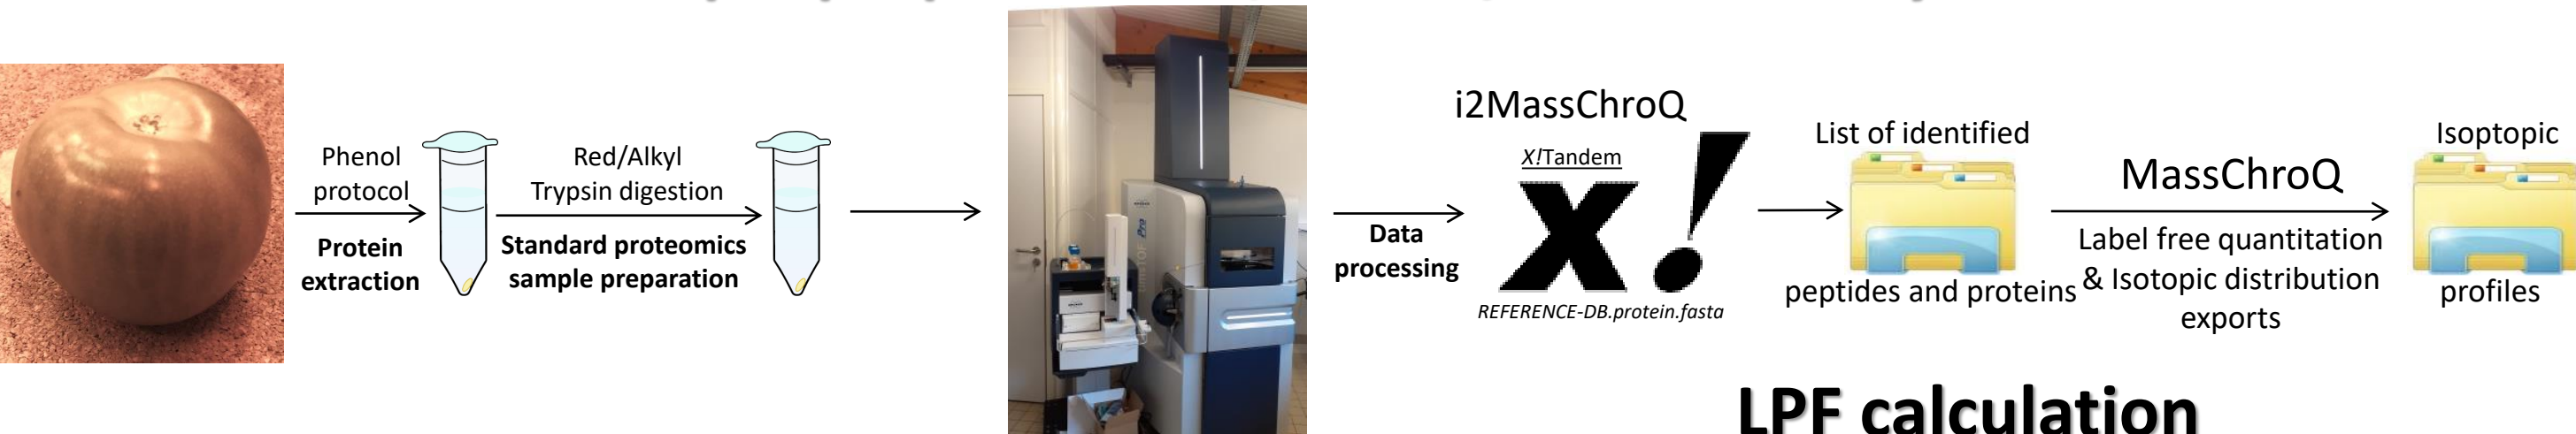 Phenol
protocol
Protein
extraction
Red/Alkyl
Trypsin digestion
Standard proteomics
sample preparation
Data
processing
i2MassChroQ
X!Tandem
X!
REFERENCE-DB.protein.fasta
List of identified
peptides and proteins
MassChroQ
Label free quantitation
& Isotopic distribution
exports
Isoptopic
profiles
LPF calculation